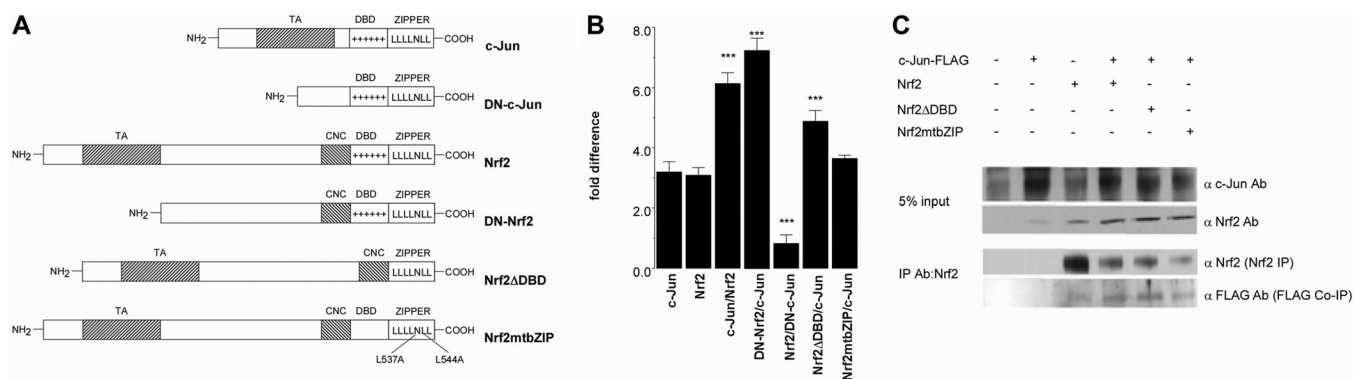 A
TA DBD ZIPPER
NH2 ++++++ LLLLNLL COOH
c-Jun
DBD ZIPPER
NH2 ++++++ LLLLNLL COOH
DN-c-Jun
TA CNC DBD ZIPPER
NH2 ++++++ LLLLNLL COOH
Nrf2
CNC DBD ZIPPER
NH2 ++++++ LLLLNLL COOH
DN-Nrf2
TA CNC ZIPPER
NH2 LLLLNLL COOH
Nrf2ΔDBD
TA CNC DBD ZIPPER
NH2 LLLLNLL COOH
Nrf2mtbZIP
L537A L544A
B
fold difference
8.0
6.0
4.0
2.0
0.0
***
***
***
***
c-Jun
Nrf2
c-Jun/Nrf2
DN-Nrf2/c-Jun
Nrf2/DN-c-Jun
Nrf2ΔDBD/c-Jun
Nrf2mtbZIP/c-Jun
C
c-Jun-FLAG - + - + + +
Nrf2 - - + + - -
Nrf2ΔDBD - - - - + -
Nrf2mtbZIP - - - - - +
5% input
α c-Jun Ab
α Nrf2 Ab
IP Ab:Nrf2
α Nrf2 (Nrf2 IP)
α FLAG Ab (FLAG Co-IP)